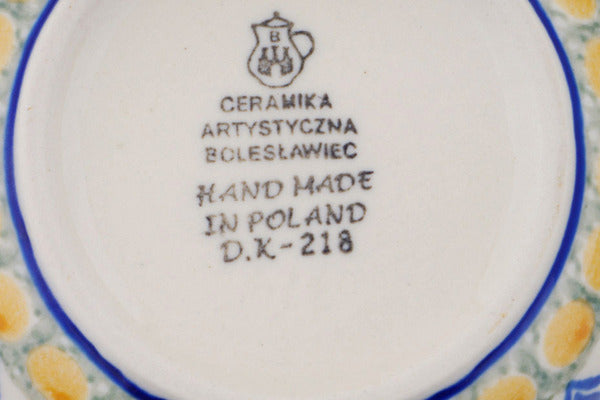 B
CERAMIKA
ARTYSTYCZNA
BOLESŁAWIEC
HAND MADE
IN POLAND
D.K-218